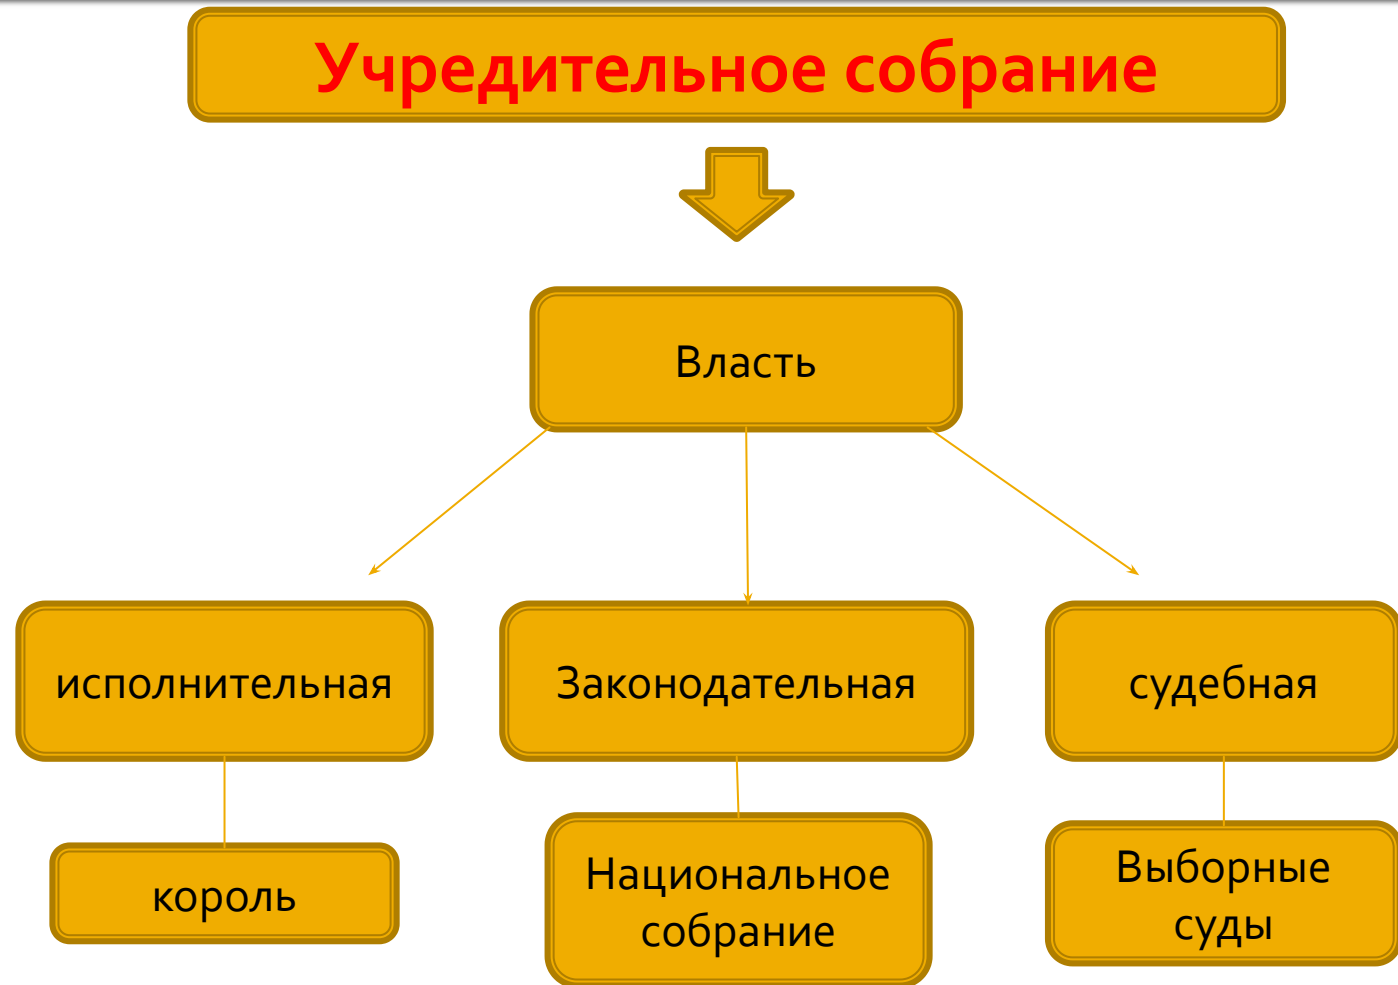 Учредительное собрание
Власть
исполнительная
Законодательная
судебная
король
Национальное
собрание
Выборные
суды